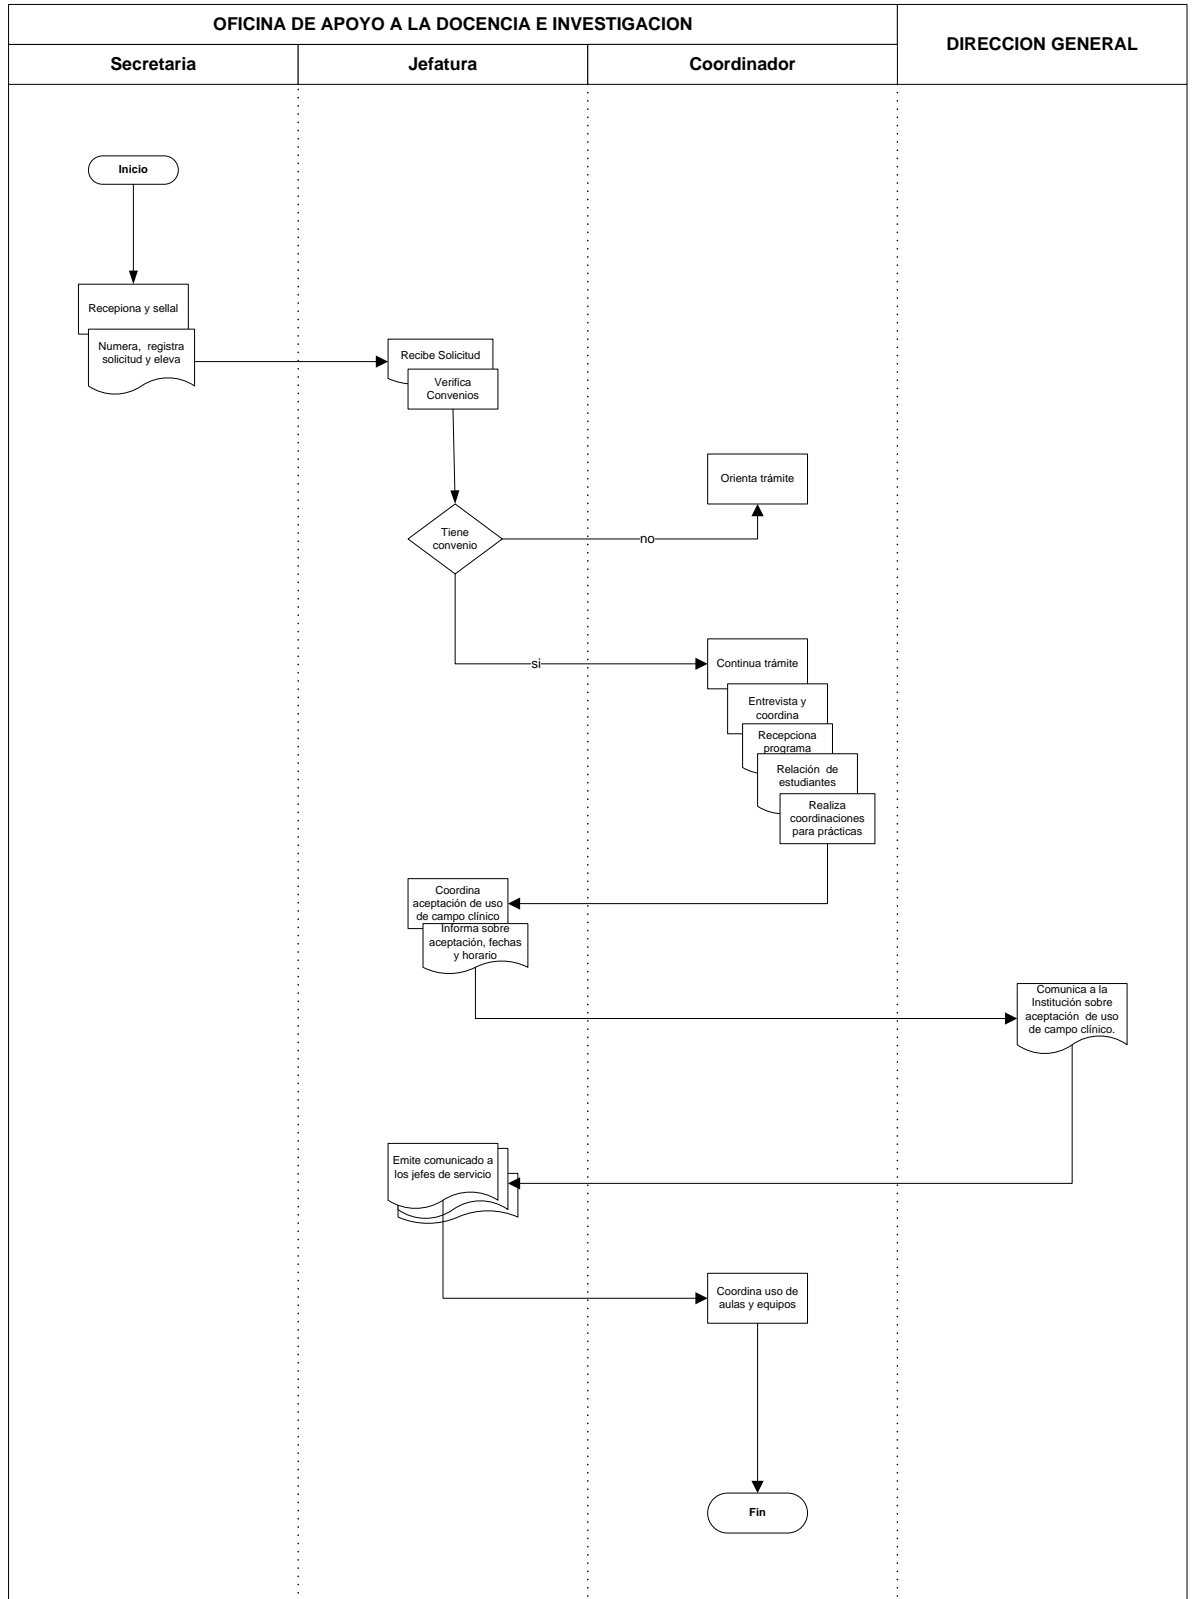 OFICINA DE APOYO A LA DOCENCIA E INVESTIGACION
DIRECCION GENERAL
Secretaria
Jefatura
Coordinador
Inicio
Recepiona y sellal
Numera, registra
solicitud y eleva
Recibe Solicitud
Verifica
Convenios
Orienta trámite
Tiene
convenio
no
si
Continua trámite
Entrevista y
coordina
Recepciona
programa
Relación de
estudiantes
Realiza
coordinaciones
para prácticas
Coordina
aceptación de uso
de campo clínico
Informa sobre
aceptación, fechas
y horario
Comunica a la
Institución sobre
aceptación de uso
de campo clínico.
Emite comunicado a
los jefes de servicio
Coordina uso de
aulas y equipos
Fin